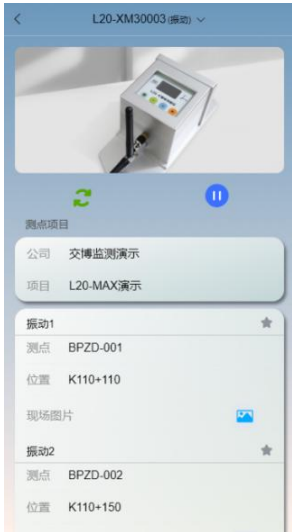 L20-XM30003(振动)
测点项目
公司 交博监测演示
项目 L20-MAX演示
振动1
测点 BPZD-001
位置 K110+110
现场图片
振动2
测点 BPZD-002
位置 K110+150